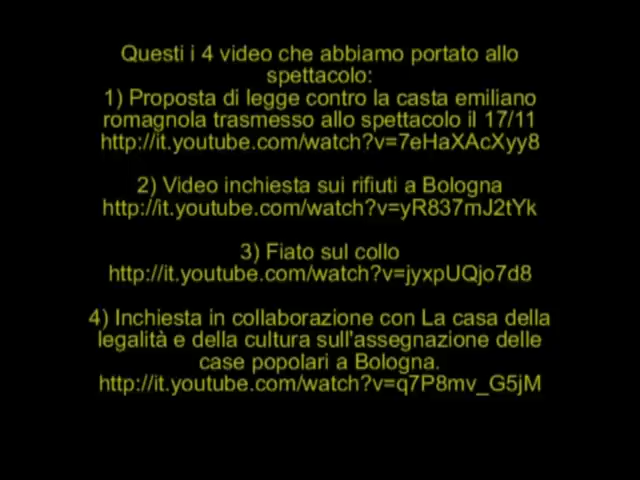 Questi i 4 video che abbiamo portato allo
spettacolo:
1) Proposta di legge contro la casta emiliano
romagnola trasmesso allo spettacolo il 17/11
http://it.youtube.com/watch?v=7eHaXAcXyy8
2) Video inchiesta sui rifiuti a Bologna
http://it.youtube.com/watch?v=yR837mJ2tYk
3) Fiato sul collo
http://it.youtube.com/watch?v=jyxpUQjo7d8
4) Inchiesta in collaborazione con La casa della
legalità e della cultura sull'assegnazione delle
case popolari a Bologna.
http://it.youtube.com/watch?v=q7P8mv_G5jM